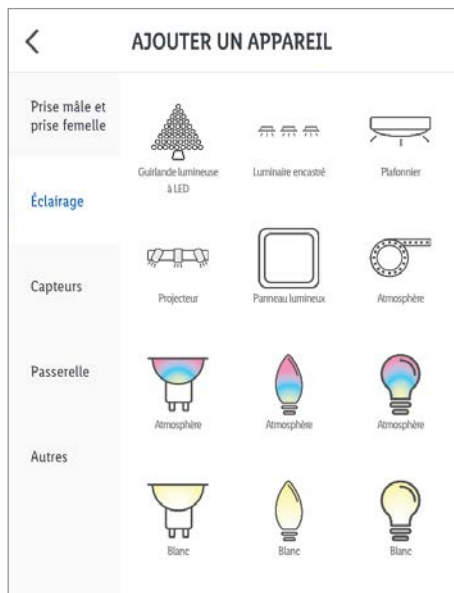 AJOUTER UN APPAREIL
Prise mâle et
prise femelle
Éclairage
Capteurs
Passerelle
Autres
Guirlande lumineuse
à LED
Luminaire encastré
Plafonnier
Projecteur
Panneau lumineux
Atmosphère
Atmosphère
Atmosphère
Atmosphère
Blanc
Blanc
Blanc